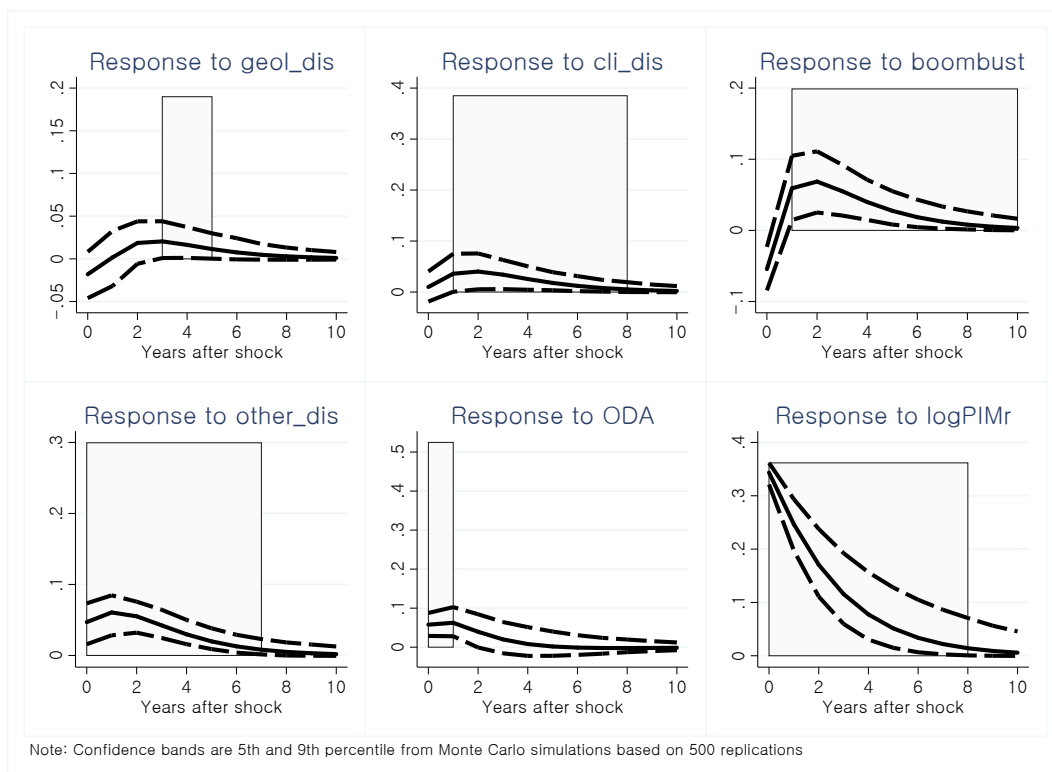 Response to geol_dis
.2
.15
.1
.05
0
-.05
0 2 4 6 8 10
Years after shock
Response to cli_dis
.4
.3
.2
.1
0
0 2 4 6 8 10
Years after shock
Response to boombust
.2
.1
0
-.1
0 2 4 6 8 10
Years after shock
Response to other_dis
.3
.2
.1
0
0 2 4 6 8 10
Years after shock
Response to ODA
.5
.4
.3
.2
.1
0
0 2 4 6 8 10
Years after shock
Response to logPIMr
.4
.3
.2
.1
0
0 2 4 6 8 10
Years after shock
Note: Confidence bands are 5th and 9th percentile from Monte Carlo simulations based on 500 replications